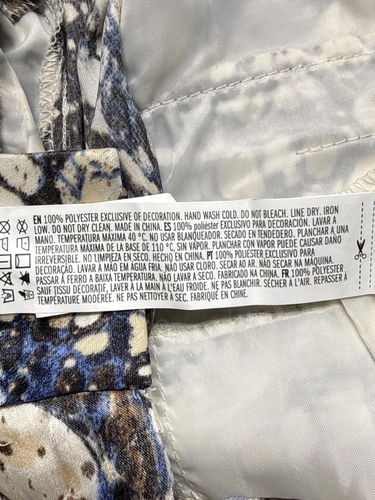 EN 100% POLYESTER EXCLUSIVE OF DECORATION. HAND WASH COLD. DO NOT BLEACH. LINE DRY. IRON
LOW. DO NOT DRY CLEAN. MADE IN CHINA. ES 100% poliéster EXCLUSIVO PARA DECORACIÓN. LAVAR A
MANO. TEMPERATURA MÁXIMA 40 °C. NO USAR BLANQUEADOR. SECADO EN TENDEDERO. PLANCHAR A UNA
TEMPERATURA MÁXIMA DE LA BASE DE 110 °C, SIN VAPOR. PLANCHAR CON VAPOR PUEDE CAUSAR DAÑO
IRREVERSIBLE. NO LIMPIEZA EN SECO. HECHO EN CHINA. PT 100% POLIÉSTER EXCLUSIVO PARA
DECORAÇÃO. LAVAR À MÃO EM ÁGUA FRIA. NÃO USAR CLORO. SECAR AO AR. NÃO SECAR NA MÁQUINA.
PASSAR À FERRO A BAIXA TEMPERATURA. NÃO LAVAR A SECO. FABRICADO NA CHINA. FR 100% POLYESTER
SAUF TISSU DÉCORATIF. LAVER À LA MAIN À L'EAU FROIDE. NE PAS BLANCHIR. SÉCHER À L'AIR. REPASSER À
TEMPÉRATURE MODÉRÉE. NE PAS NETTOYER À SEC. FABRIQUÉ EN CHINE.